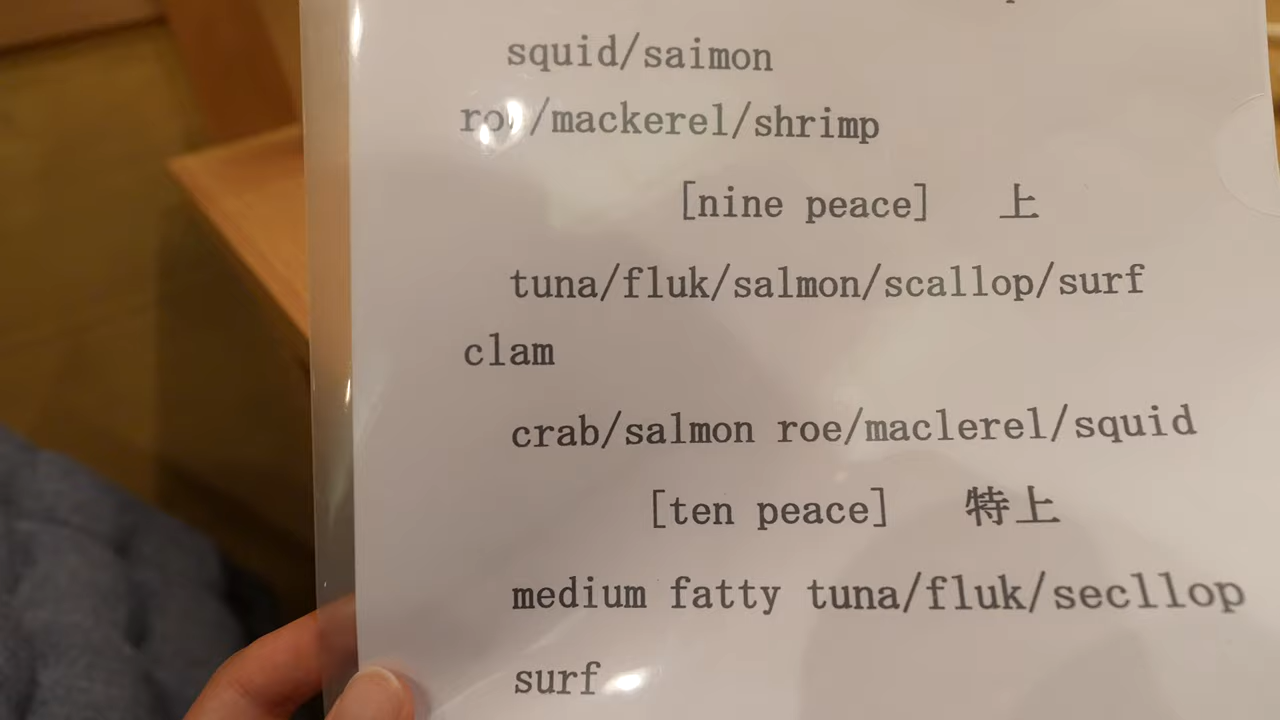 squid/saimon
/mackerel/shrimp
[nine peace] 上
tuna/fluk/salmon/scallop/surf
clam
crab/salmon roe/maclerel/squid
[ten peace] 特上
medium fatty tuna/fluk/secllop
surf